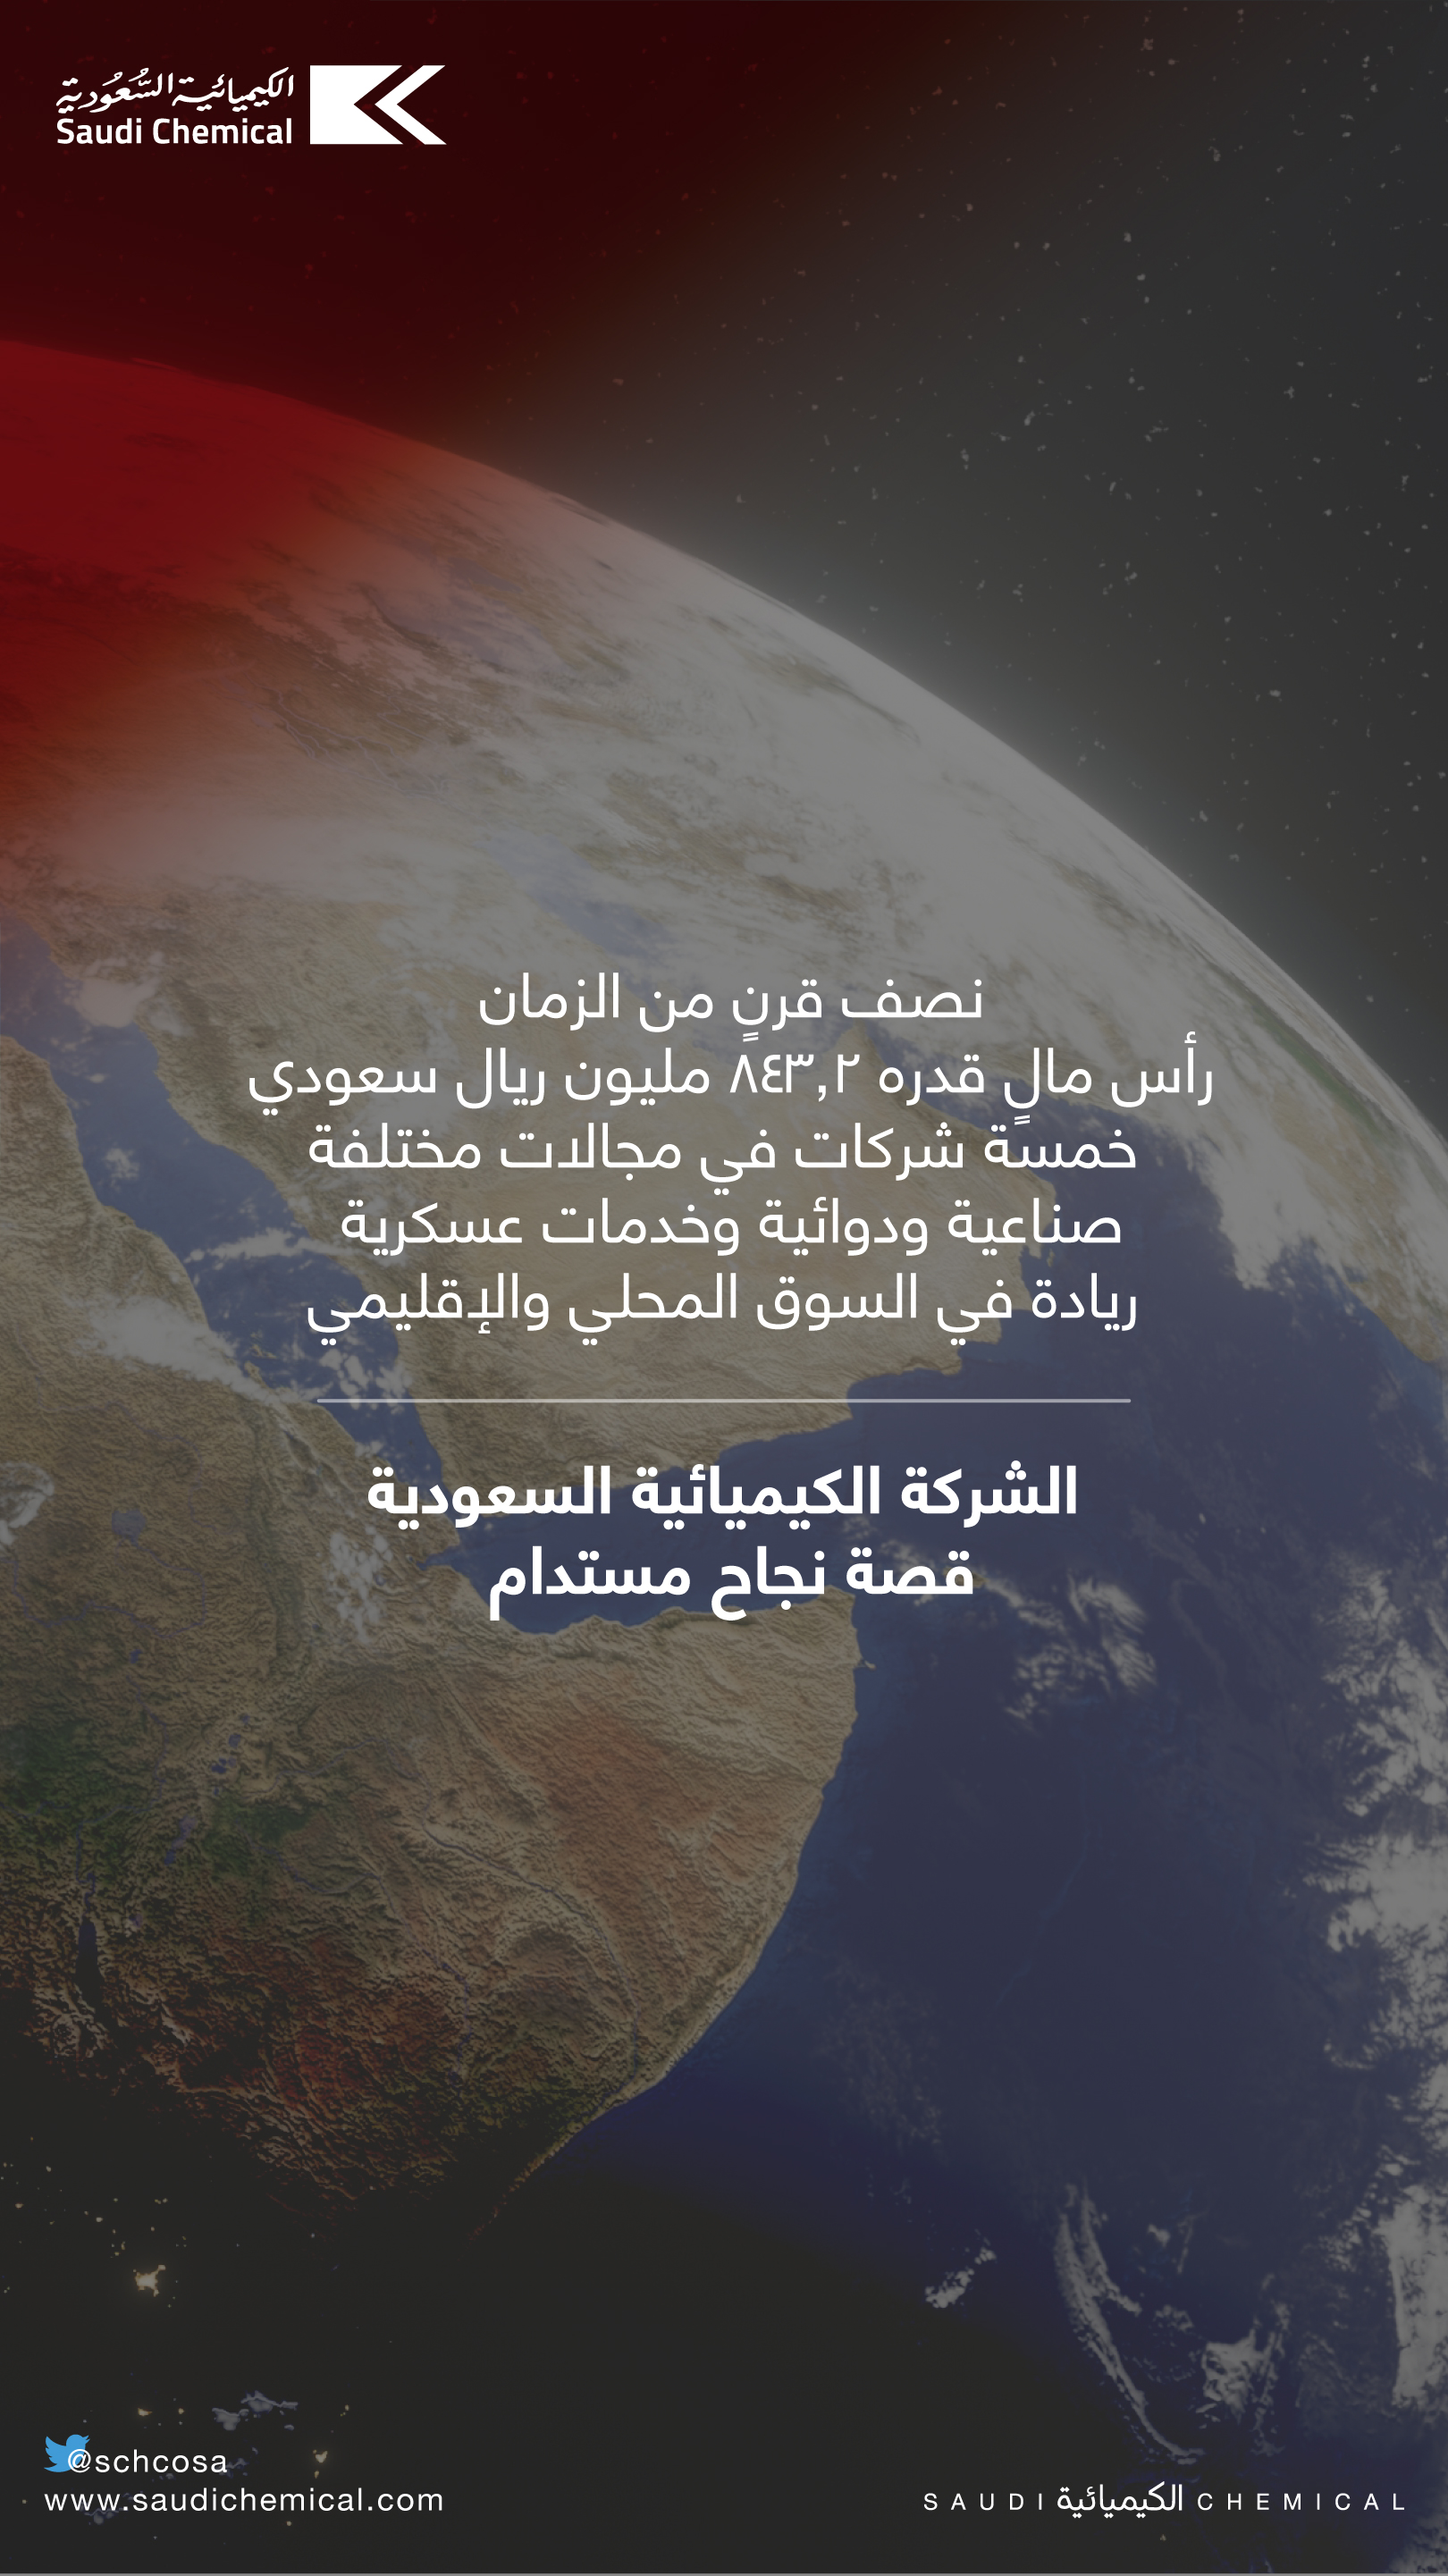 الكيميائية السعودية
Saudi Chemical
نصف قرنٍ من الزمان
رأس مالٍ قدره ٨٤٣,٢ مليون ريال سعودي
خمسة شركات في مجالات مختلفة
صناعية ودوائية وخدمات عسكرية
ريادة في السوق المحلي والإقليمي
الشركة الكيميائية السعودية
قصة نجاح مستدام
@schcosa
www.saudichemical.com
SAUDI الكيميائية CHEMICAL